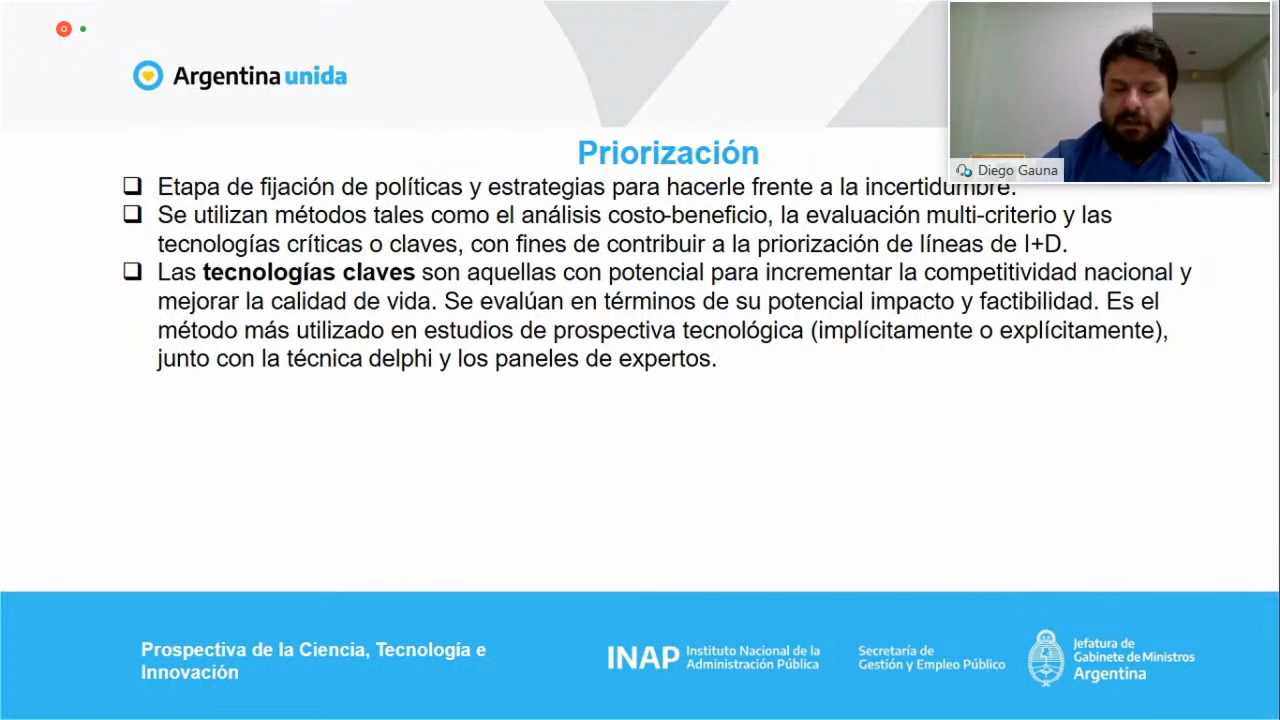 Argentina unida
Priorización
Diego Gauna
❑ Etapa de fijación de políticas y estrategias para hacerle frente a la incertidumbre.
❑ Se utilizan métodos tales como el análisis costo-beneficio, la evaluación multi-criterio y las
tecnologías críticas o claves, con fines de contribuir a la priorización de líneas de I+D.
❑ Las tecnologías claves son aquellas con potencial para incrementar la competitividad nacional y
mejorar la calidad de vida. Se evalúan en términos de su potencial impacto y factibilidad. Es el
método más utilizado en estudios de prospectiva tecnológica (implícitamente o explícitamente),
junto con la técnica delphi y los paneles de expertos.
Prospectiva de la Ciencia, Tecnología e
Innovación
INAP
Instituto Nacional de la
Administración Pública
Secretaría de
Gestión y Empleo Público
Jefatura de
Gabinete de Ministros
Argentina